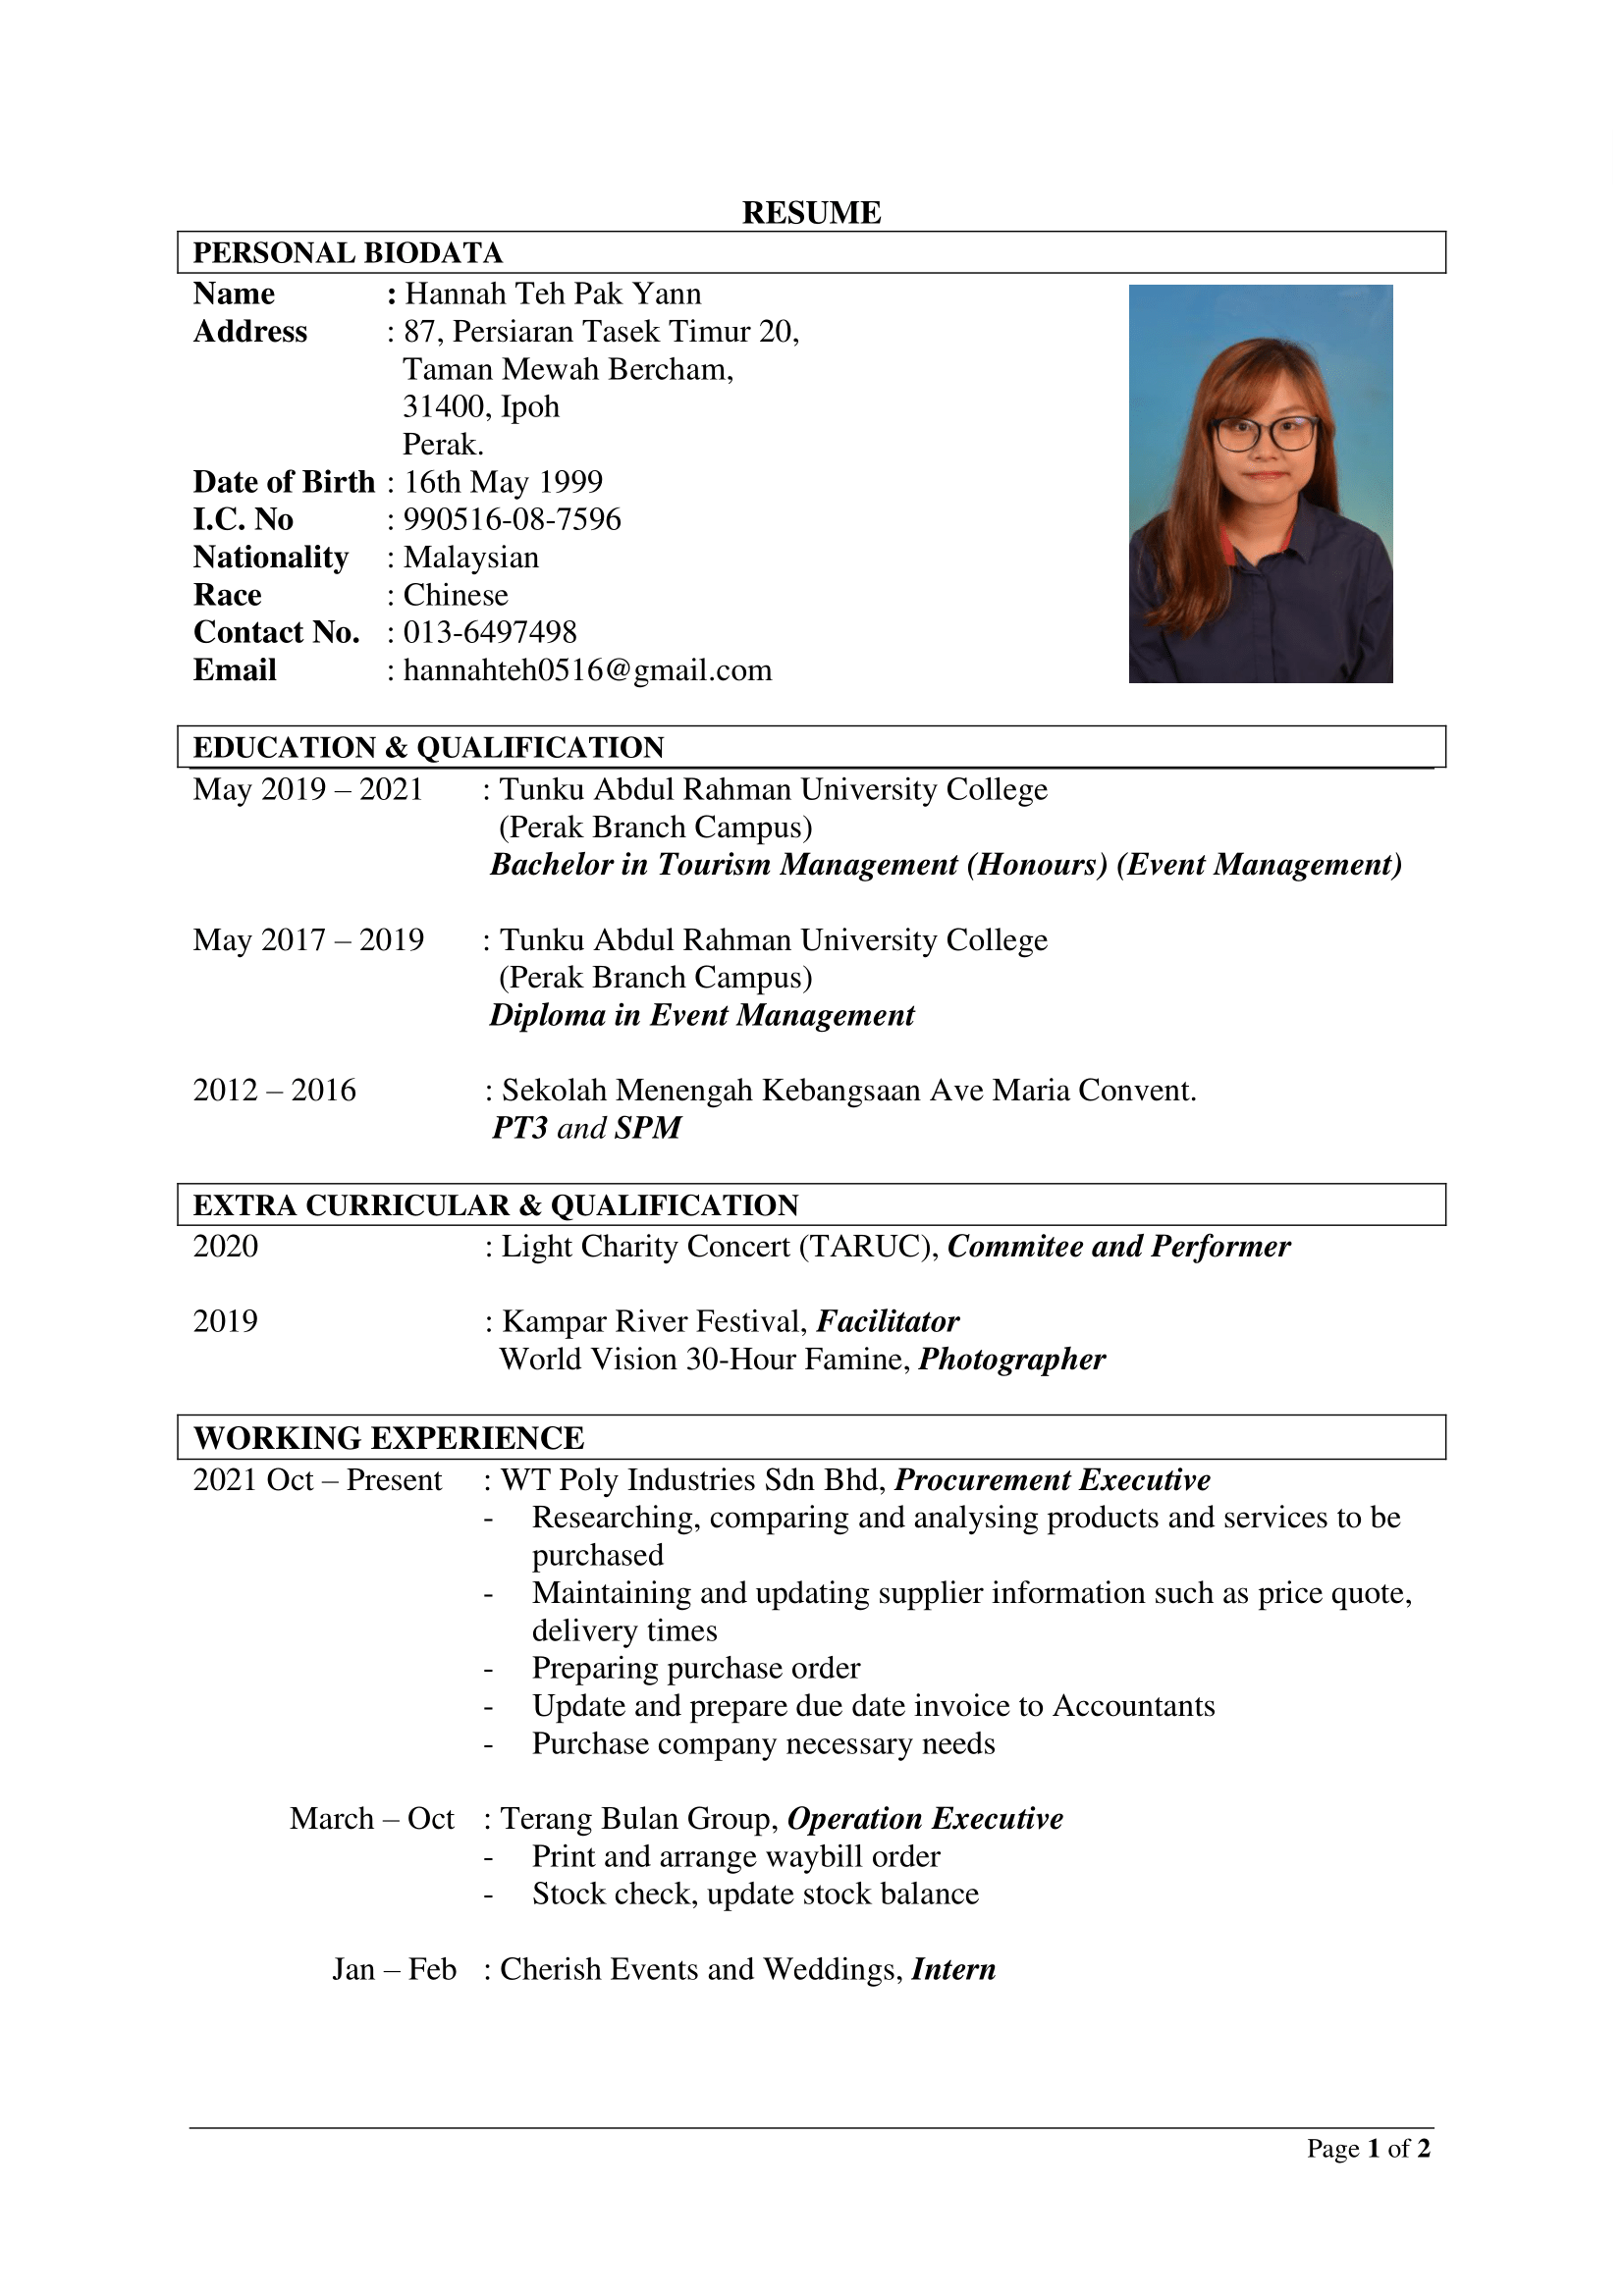 RESUME
PERSONAL BIODATA
Name : Hannah Teh Pak Yann
Address : 87, Persiaran Tasek Timur 20,
Taman Mewah Bercham,
31400, Ipoh
Perak.
Date of Birth : 16th May 1999
I.C. No : 990516-08-7596
Nationality : Malaysian
Race : Chinese
Contact No. : 013-6497498
Email : hannahteh0516@gmail.com
EDUCATION & QUALIFICATION
May 2019 – 2021 : Tunku Abdul Rahman University College
(Perak Branch Campus)
Bachelor in Tourism Management (Honours) (Event Management)
May 2017 – 2019 : Tunku Abdul Rahman University College
(Perak Branch Campus)
Diploma in Event Management
2012 – 2016 : Sekolah Menengah Kebangsaan Ave Maria Convent.
PT3 and SPM
EXTRA CURRICULAR & QUALIFICATION
2020 : Light Charity Concert (TARUC), Commitee and Performer
2019 : Kampar River Festival, Facilitator
World Vision 30-Hour Famine, Photographer
WORKING EXPERIENCE
2021 Oct – Present : WT Poly Industries Sdn Bhd, Procurement Executive
- Researching, comparing and analysing products and services to be
purchased
- Maintaining and updating supplier information such as price quote,
delivery times
- Preparing purchase order
- Update and prepare due date invoice to Accountants
- Purchase company necessary needs
March – Oct : Terang Bulan Group, Operation Executive
- Print and arrange waybill order
- Stock check, update stock balance
Jan – Feb : Cherish Events and Weddings, Intern
Page 1 of 2